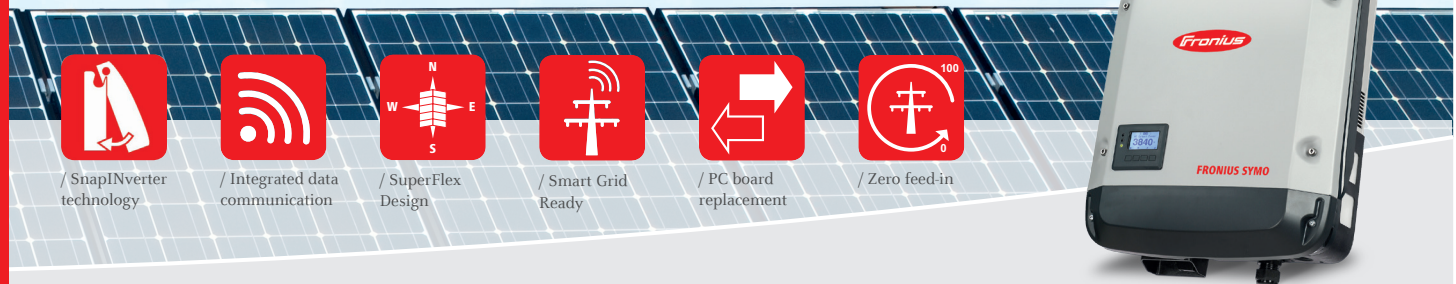 N
W E
S
100
0
/ SnapINverter
technology
/ Integrated data
communication
/ SuperFlex
Design
/ Smart Grid
Ready
/ PC board
replacement
/ Zero feed-in
Fronius
3840
FRONIUS SYMO